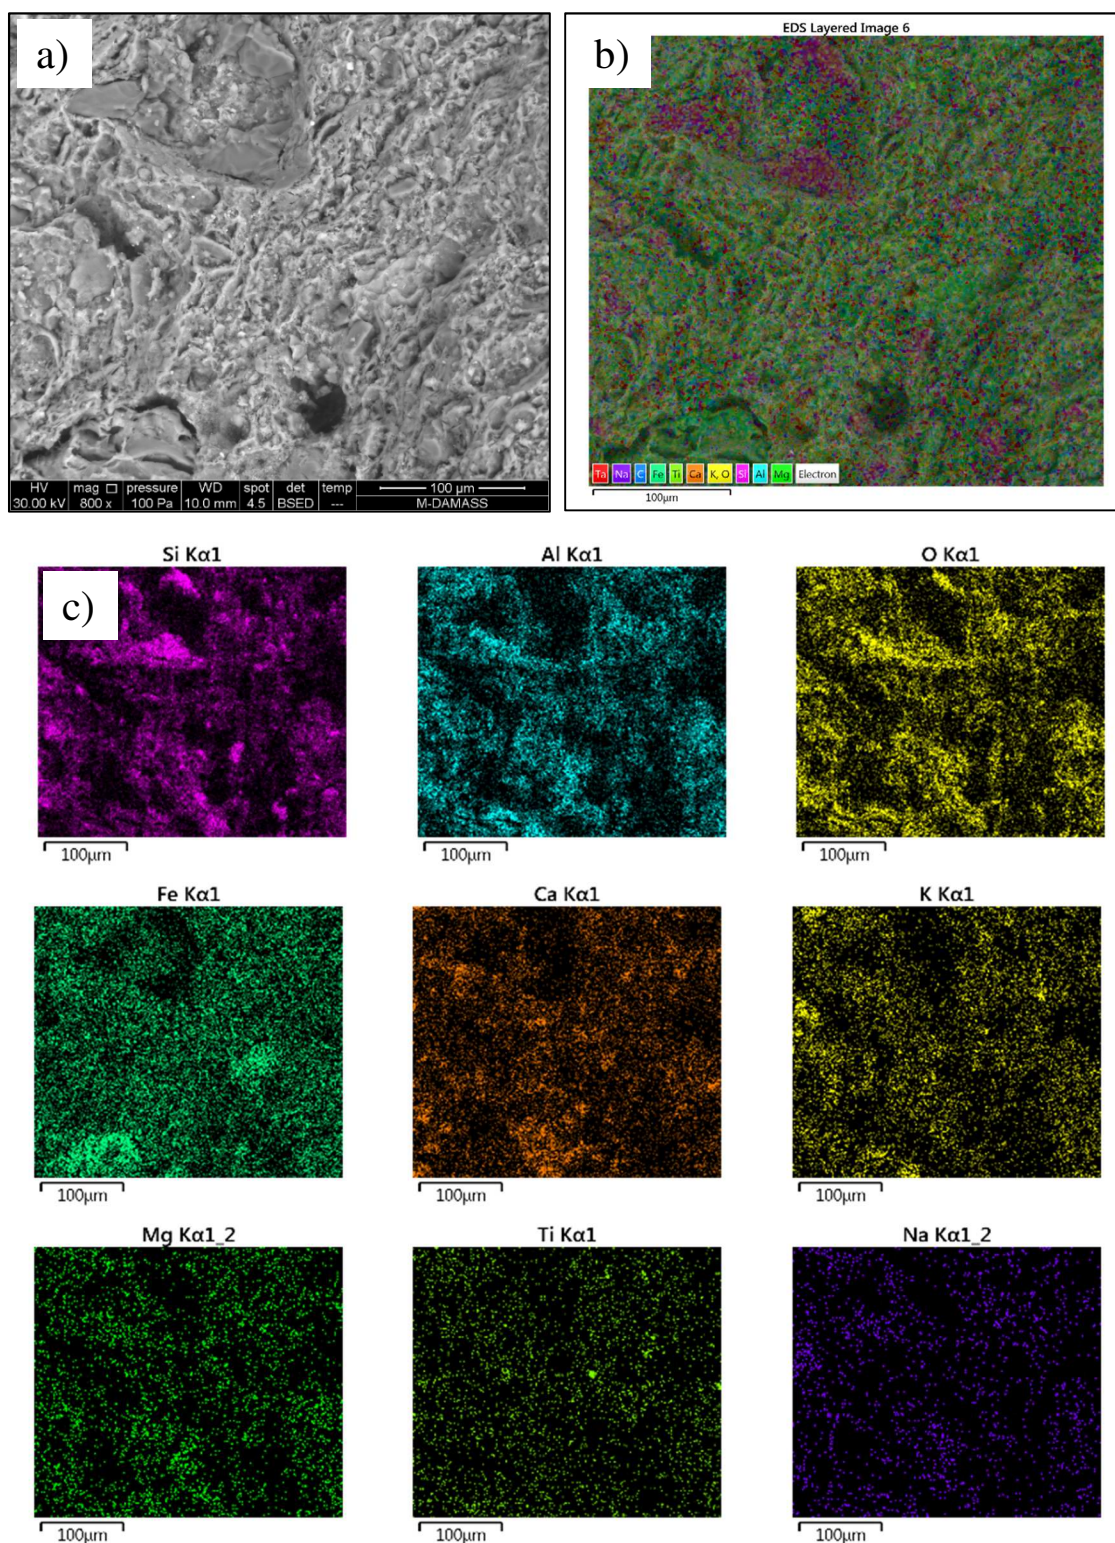 a)
HV mag □ pressure WD spot det temp 100 µm
30.00 kV 800 x 100 Pa 10.0 mm 4.5 BSED --- M-DAMASS
b)
EDS Layered Image 6
Ta Na C Fe Ti Ca K, O Si Al Mg Electron
100µm
c)
Si Kα1
Al Kα1
O Kα1
100µm
100µm
100µm
Fe Kα1
Ca Kα1
K Kα1
100µm
100µm
100µm
Mg Kα1_2
Ti Kα1
Na Kα1_2
100µm
100µm
100µm